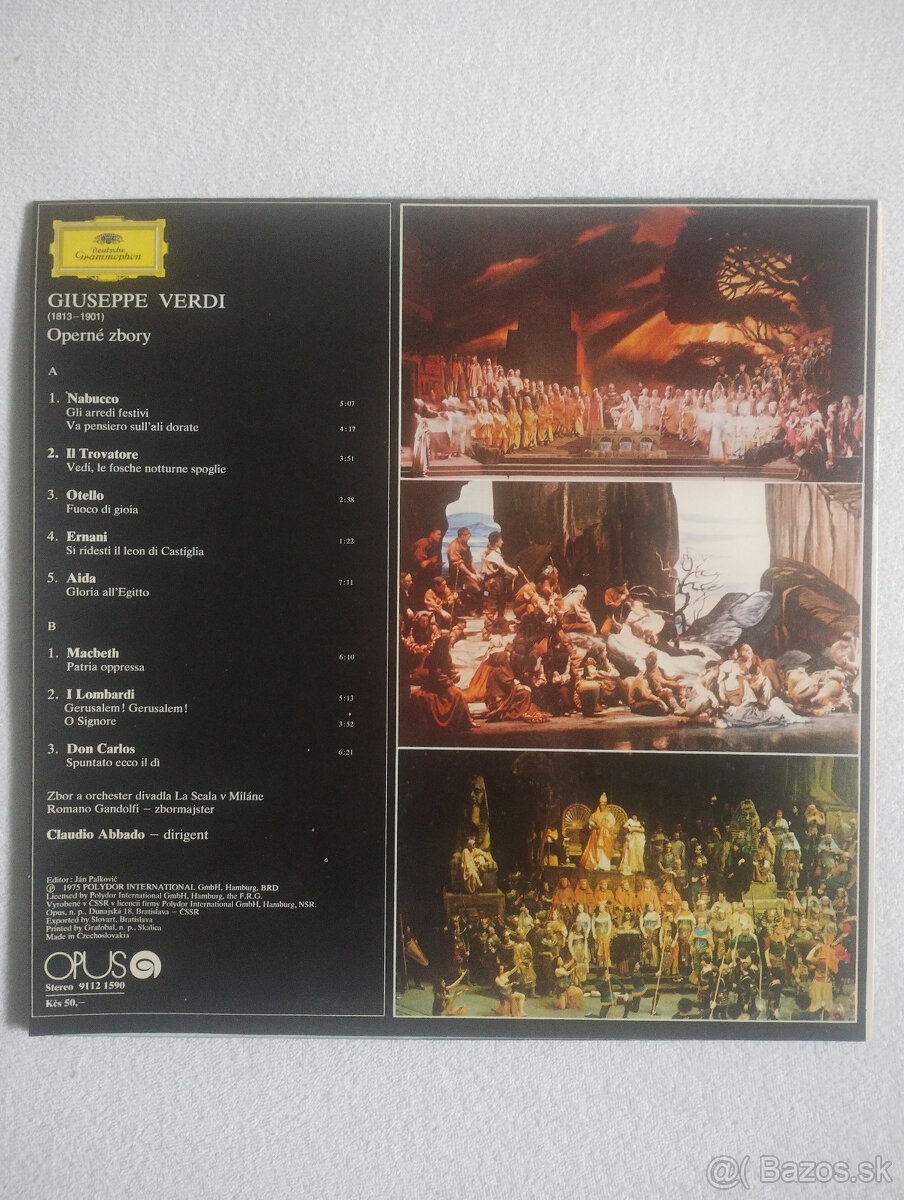 Deutsche
Grammophon
GIUSEPPE VERDI
(1813–1901)
Operné zbory
A
1. Nabucco
Gli arredi festivi 5:07
Va pensiero sull'ali dorate 4:17
2. Il Trovatore
Vedi, le fosche notturne spoglie 3:51
3. Otello
Fuoco di gioia 2:38
4. Ernani
Si ridesti il leon di Castiglia 1:22
5. Aida
Gloria all'Egitto 7:11
B
1. Macbeth
Patria oppressa 6:10
2. I Lombardi
Gerusalem! Gerusalem! 5:13
O Signore 3:52
3. Don Carlos
Spuntato ecco il dì 6:21
Zbor a orchester divadla La Scala v Miláne
Romano Gandolfi – zbormajster
Claudio Abbado – dirigent
Editor: Ján Palkovič
Ⓟ 1975 POLYDOR INTERNATIONAL GmbH, Hamburg, BRD
Licensed by Polydor International GmbH, Hamburg, the F.R.G.
Vyrobené v ČSSR v licencii firmy Polydor International GmbH, Hamburg, NSR.
Opus, n. p., Dunajská 18, Bratislava – ČSSR
Exported by Slovart, Bratislava
Printed by Grafobal, n. p., Skalica
Made in Czechoslovakia
OPUS
Stereo 9112 1590
Kčs 50,–
@( Bazos.sk